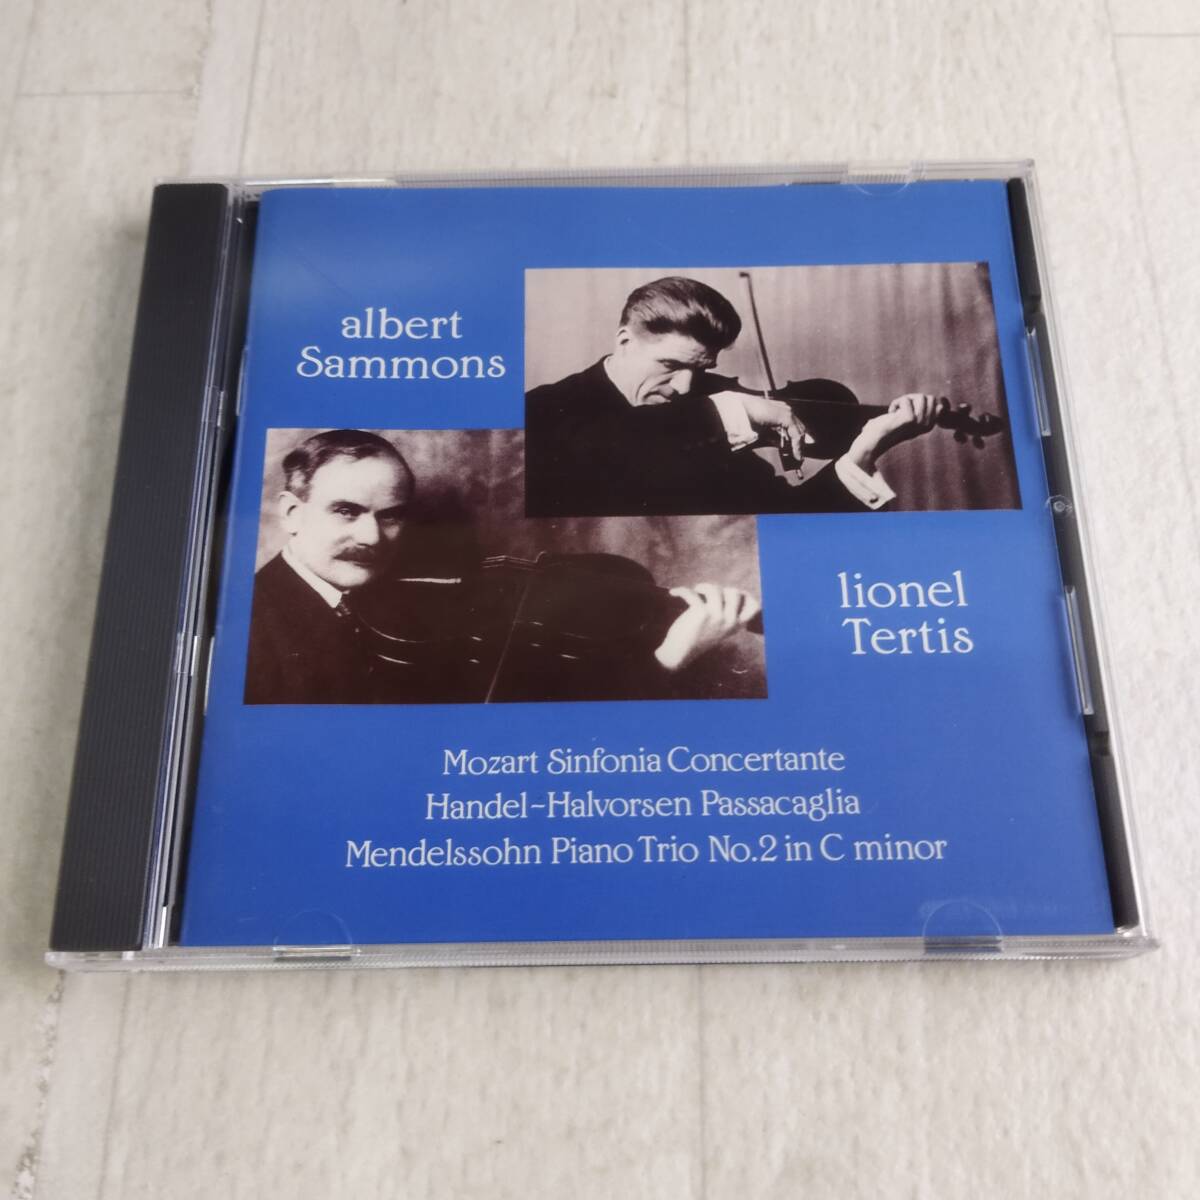 albert
Sammons
lionel
Tertis
Mozart Sinfonia Concertante
Handel-Halvorsen Passacaglia
Mendelssohn Piano Trio No.2 in C minor